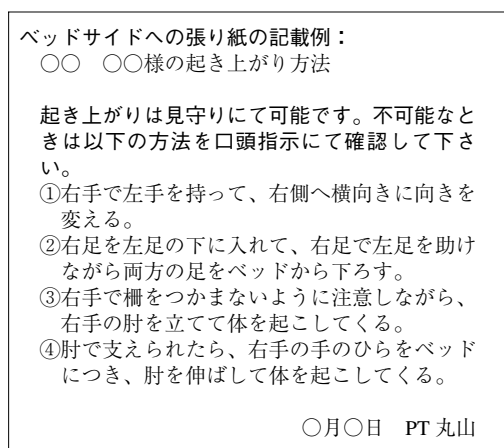 ベッドサイドへの張り紙の記載例：
○○　○○様の起き上がり方法
起き上がりは見守りにて可能です。不可能なと
きは以下の方法を口頭指示にて確認して下さ
い。
①右手で左手を持って、右側へ横向きに向きを
変える。
②右足を左足の下に入れて、右足で左足を助け
ながら両方の足をベッドから下ろす。
③右手で柵をつかまないように注意しながら、
右手の肘を立てて体を起こしてくる。
④肘で支えられたら、右手の手のひらをベッド
につき、肘を伸ばして体を起こしてくる。
○月○日　PT 丸山